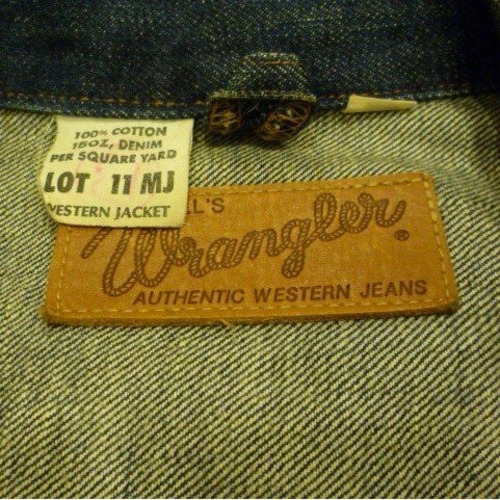 100% COTTON
15OZ, DENIM
PER SQUARE YARD
LOT 11 MJ
WESTERN JACKET
L'S
Wrangler®
AUTHENTIC WESTERN JEANS